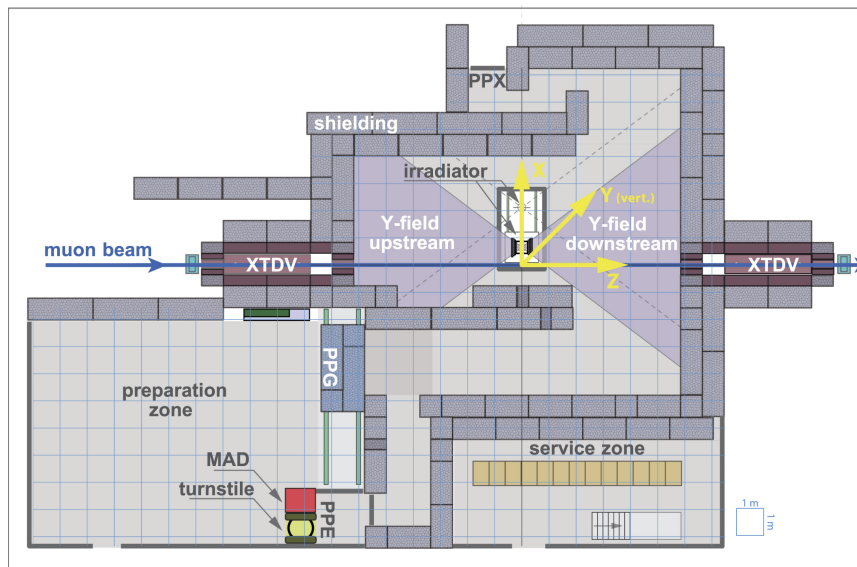 PPX
shielding
irradiator
X
Y (vert.)
Y-field
upstream
Y-field
downstream
muon beam
XTDV
XTDV
Z
PPG
preparation
zone
service zone
MAD
turnstile
PPE
1 m
1 m